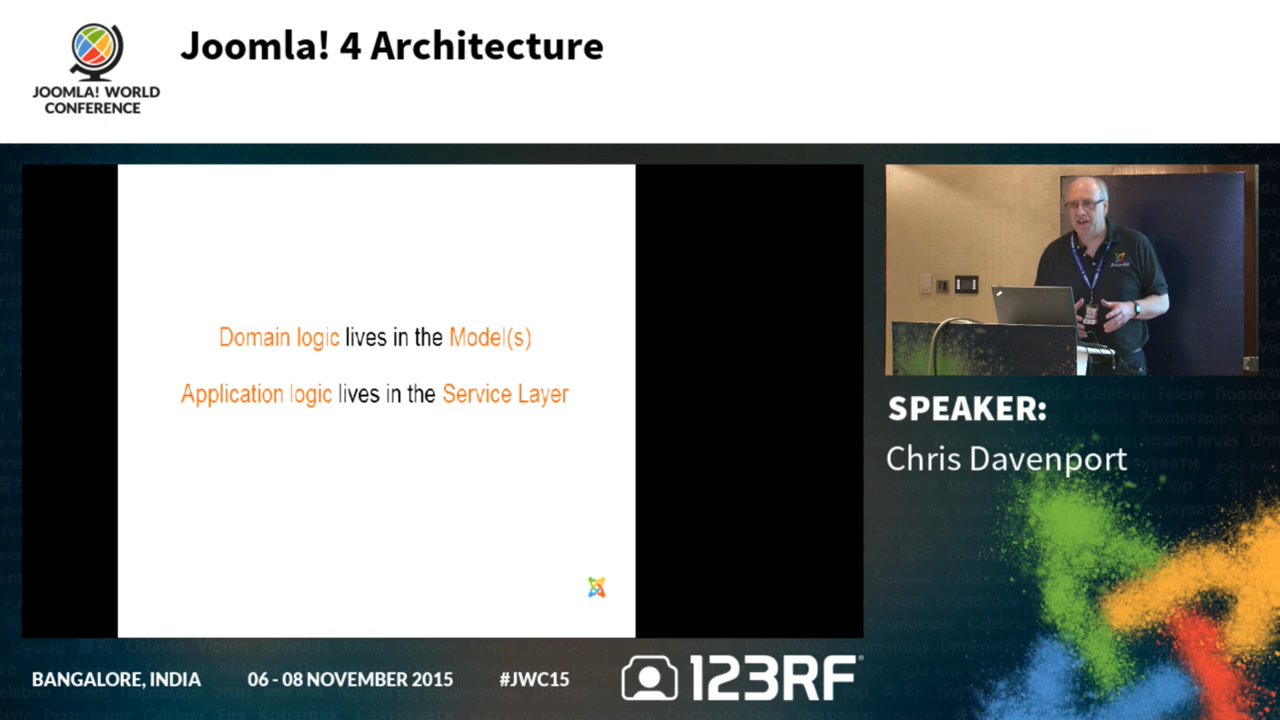 Joomla! 4 Architecture
JOOMLA! WORLD
CONFERENCE
Domain logic lives in the Model(s)
Application logic lives in the Service Layer
SPEAKER:
Chris Davenport
BANGALORE, INDIA
06 - 08 NOVEMBER 2015
#JWC15
123RF